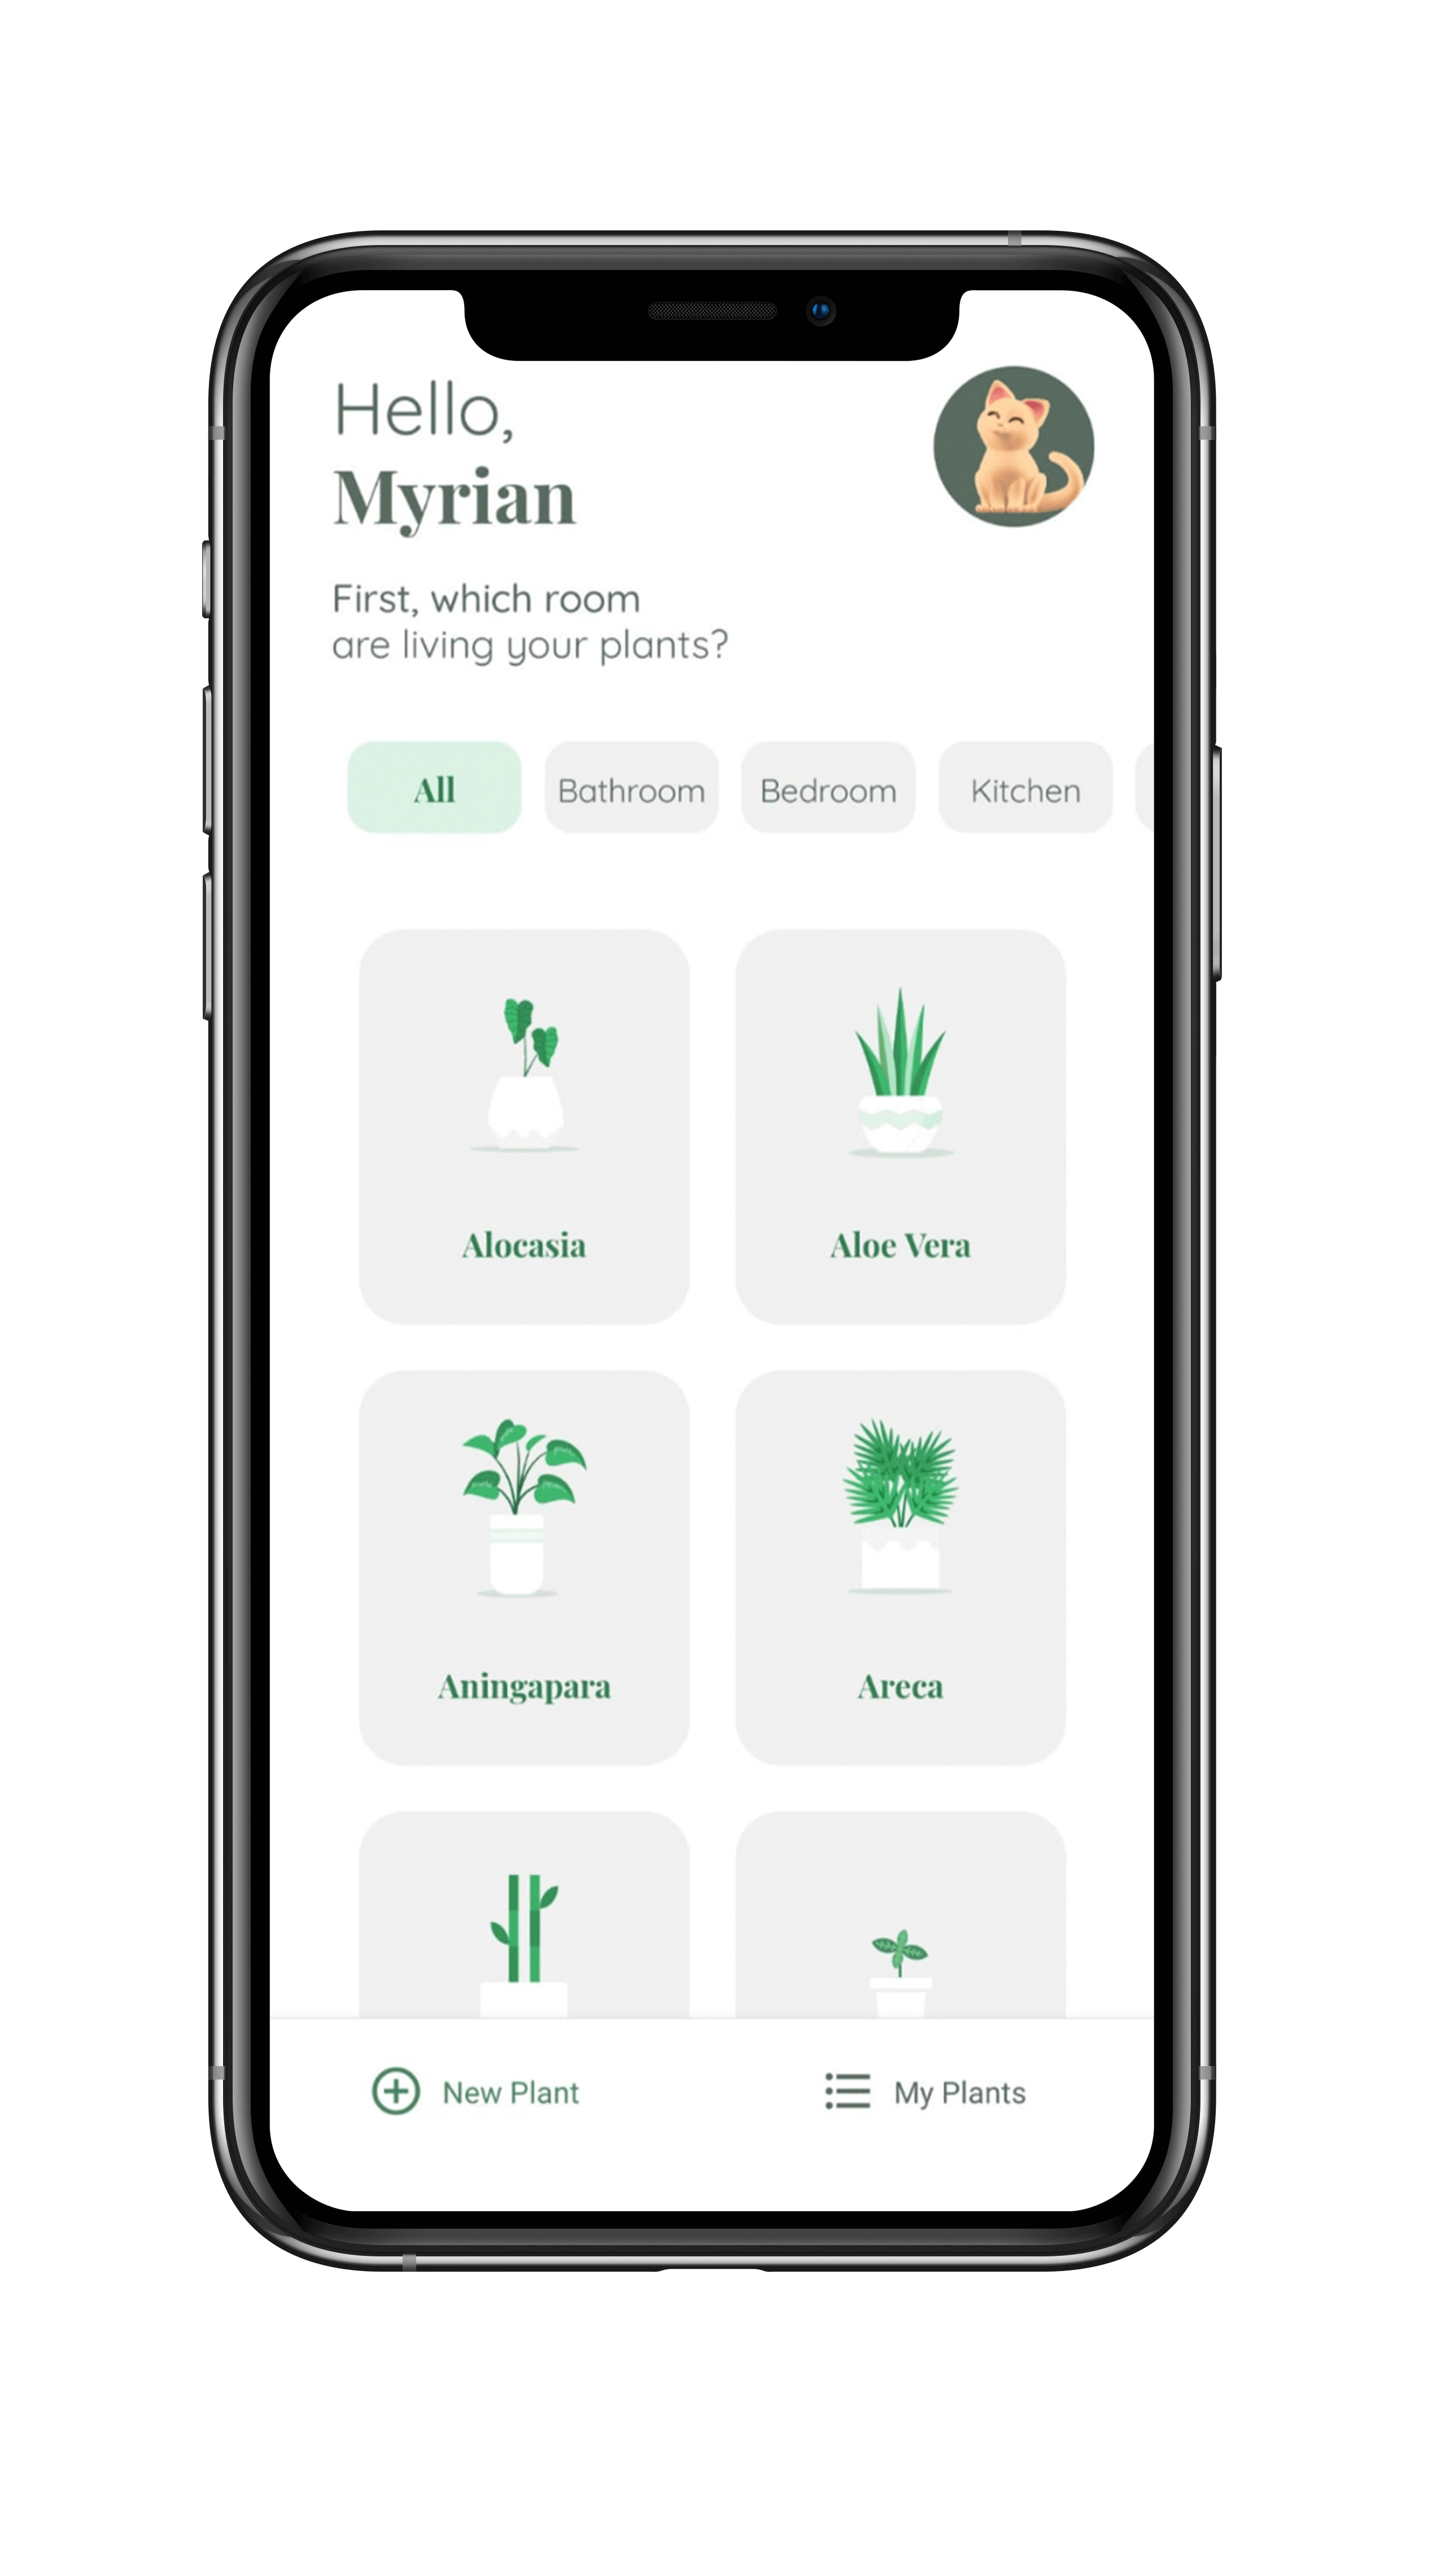 Hello,
Myrian
First, which room
are living your plants?
All
Bathroom
Bedroom
Kitchen
Alocasia
Aloe Vera
Aningapara
Areca
New Plant
My Plants